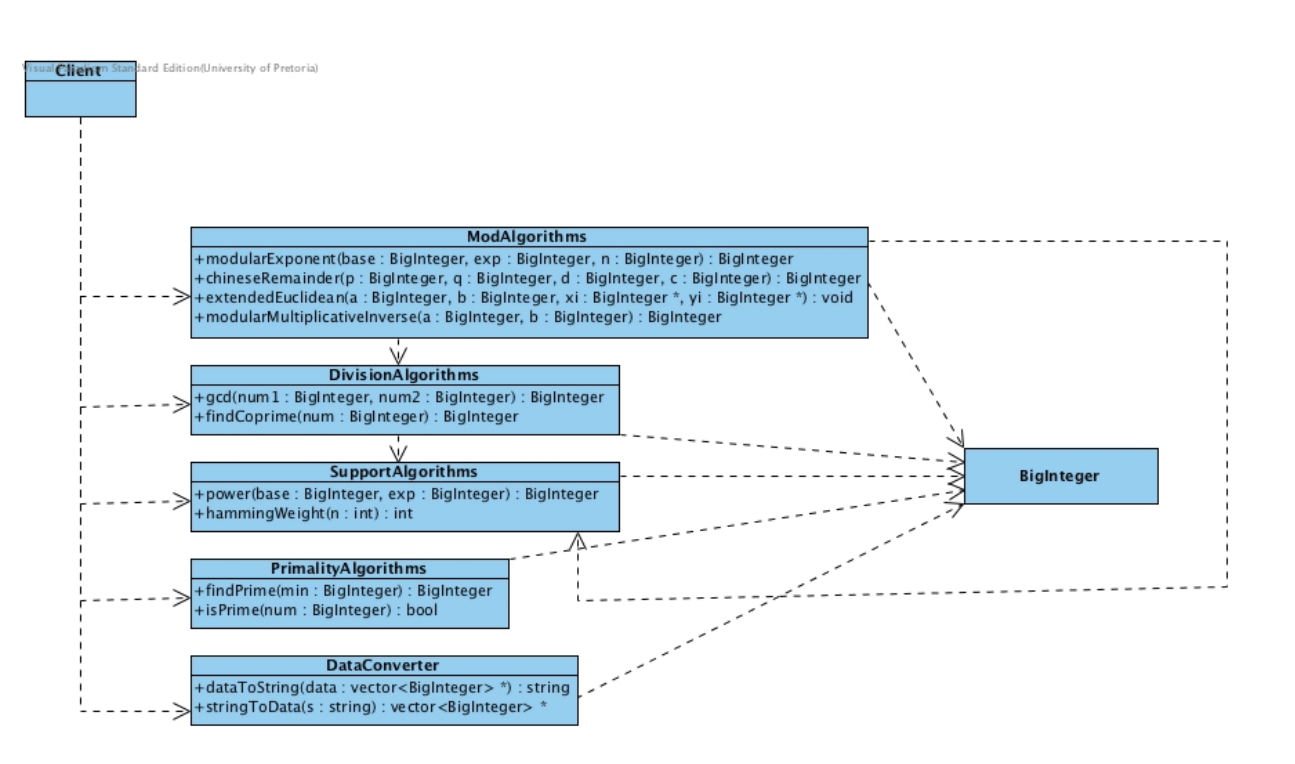 Visual Paradigm Standard Edition(University of Pretoria)
Client
ModAlgorithms
+modularExponent(base : BigInteger, exp : BigInteger, n : BigInteger) : BigInteger
+chineseRemainder(p : BigInteger, q : BigInteger, d : BigInteger, c : BigInteger) : BigInteger
+extendedEuclidean(a : BigInteger, b : BigInteger, xi : BigInteger *, yi : BigInteger *) : void
+modularMultiplicativeInverse(a : BigInteger, b : BigInteger) : BigInteger
DivisionAlgorithms
+gcd(num1 : BigInteger, num2 : BigInteger) : BigInteger
+findCoprime(num : BigInteger) : BigInteger
SupportAlgorithms
+power(base : BigInteger, exp : BigInteger) : BigInteger
+hammingWeight(n : int) : int
BigInteger
PrimalityAlgorithms
+findPrime(min : BigInteger) : BigInteger
+isPrime(num : BigInteger) : bool
DataConverter
+dataToString(data : vector<BigInteger> *) : string
+stringToData(s : string) : vector<BigInteger> *